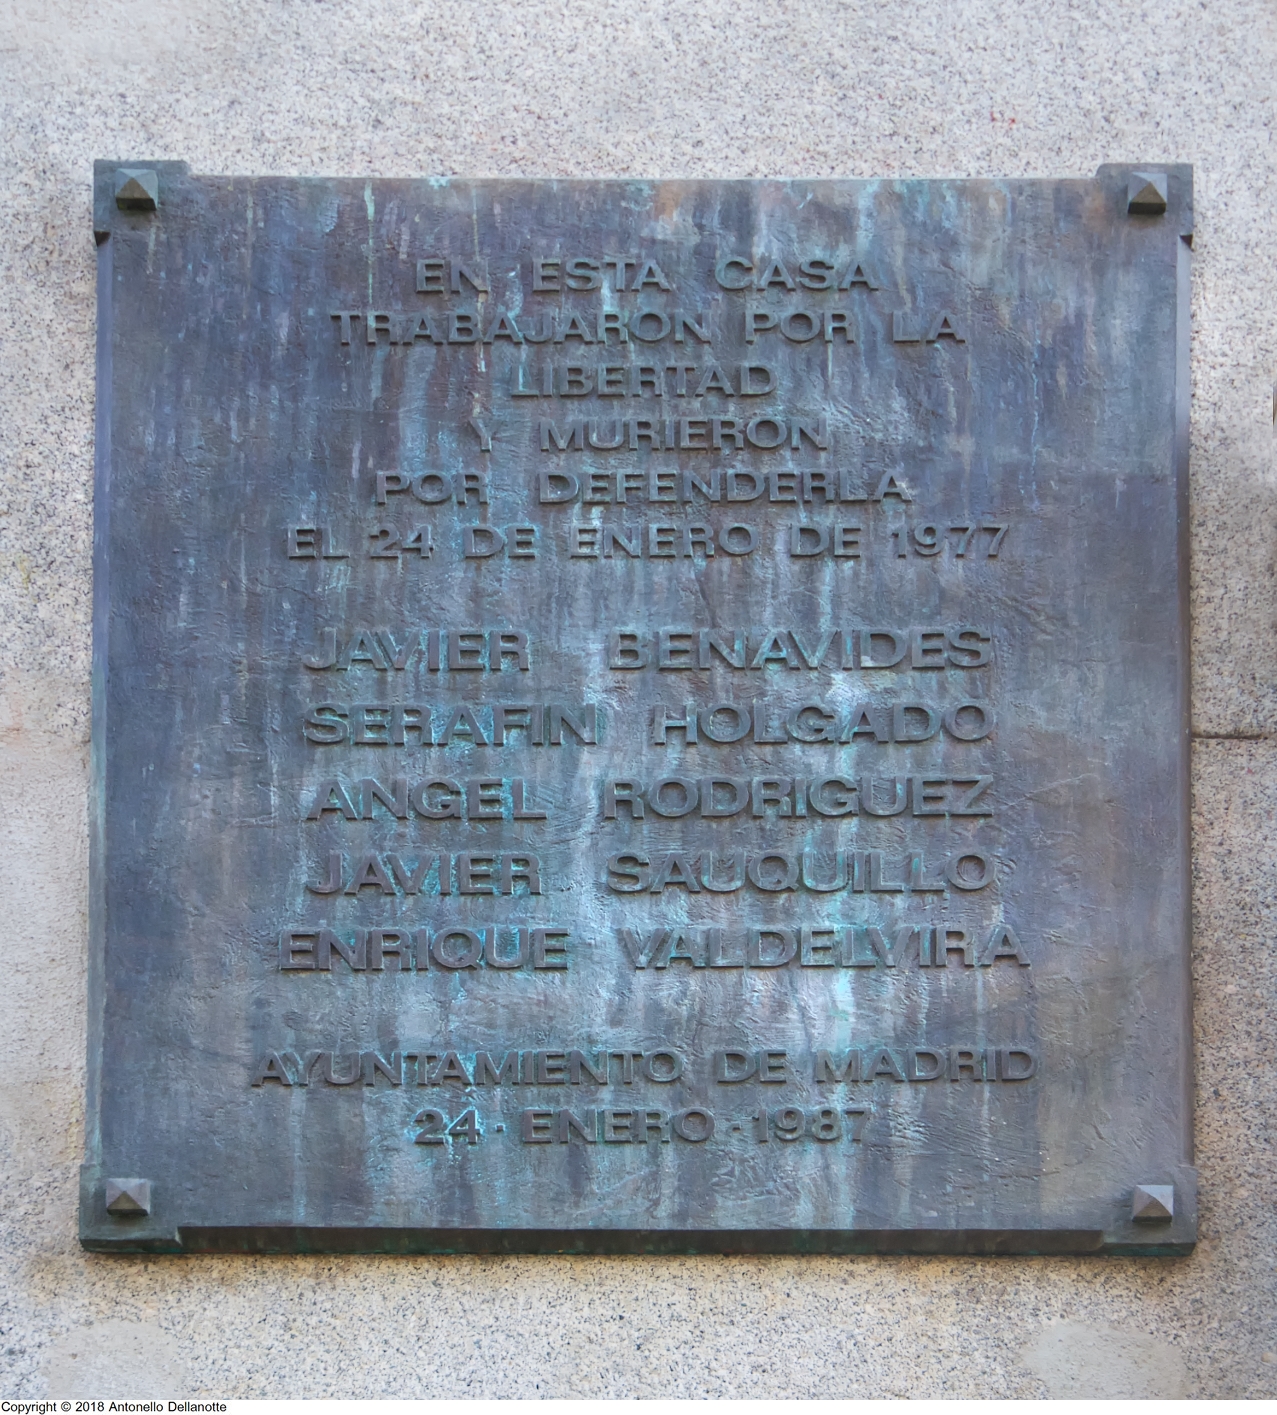 EN ESTA CASA
TRABAJARON POR LA
LIBERTAD
Y MURIERON
POR DEFENDERLA
EL 24 DE ENERO DE 1977
JAVIER BENAVIDES
SERAFIN HOLGADO
ANGEL RODRIGUEZ
JAVIER SAUQUILLO
ENRIQUE VALDELVIRA
AYUNTAMIENTO DE MADRID
24 · ENERO · 1987
Copyright © 2018 Antonello Dellanotte